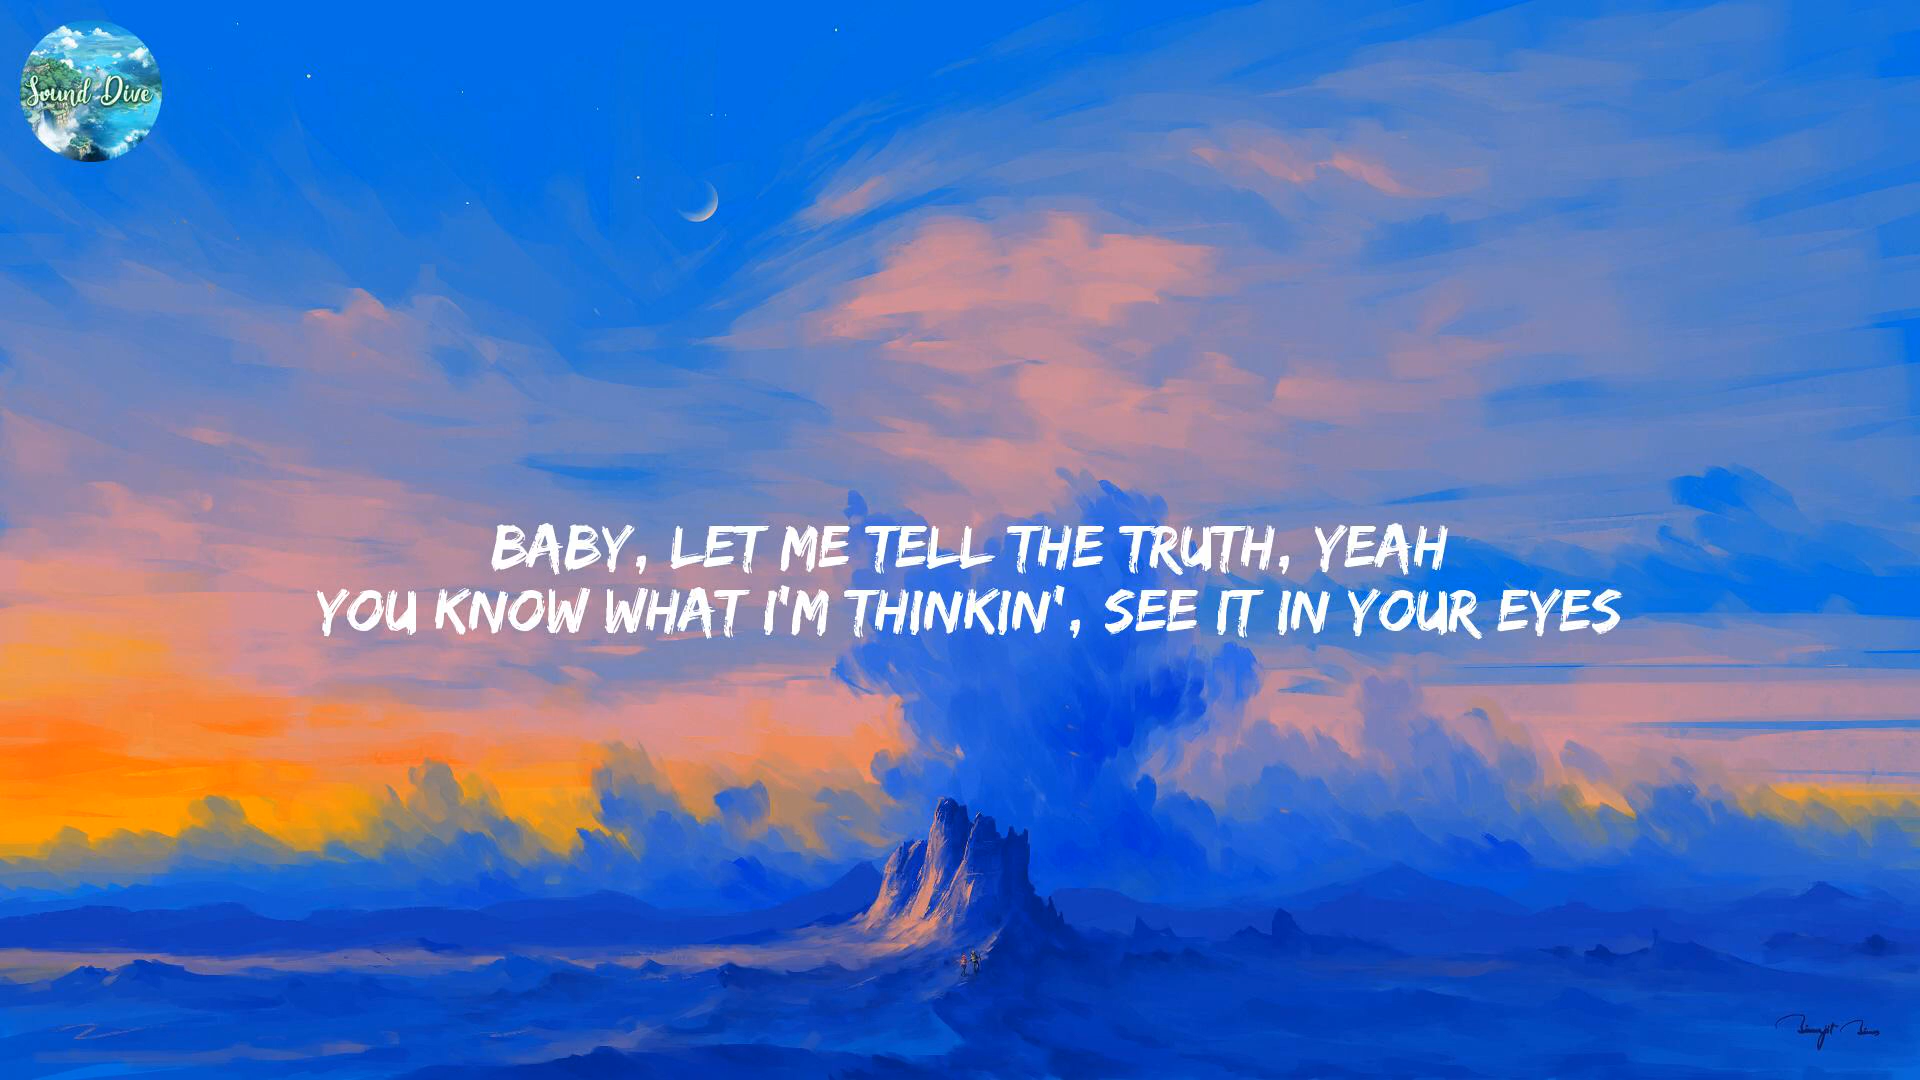 Sound Dive
BABY, LET ME TELL THE TRUTH, YEAH
YOU KNOW WHAT I'M THINKIN', SEE IT IN YOUR EYES